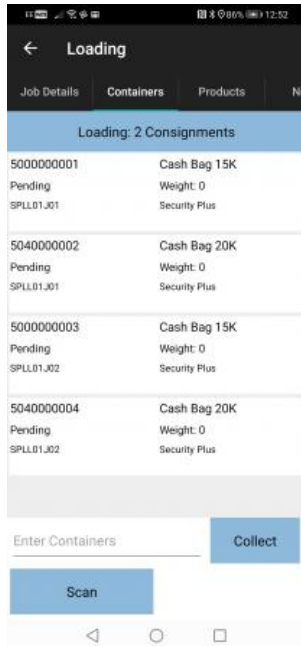 86% 12:52
Loading
Job Details Containers Products N
Loading: 2 Consignments
5000000001 Cash Bag 15K
Pending Weight: 0
SPLL01J01 Security Plus
5040000002 Cash Bag 20K
Pending Weight: 0
SPLL01J01 Security Plus
5000000003 Cash Bag 15K
Pending Weight: 0
SPLL01J02 Security Plus
5040000004 Cash Bag 20K
Pending Weight: 0
SPLL01J02 Security Plus
Enter Containers Collect
Scan